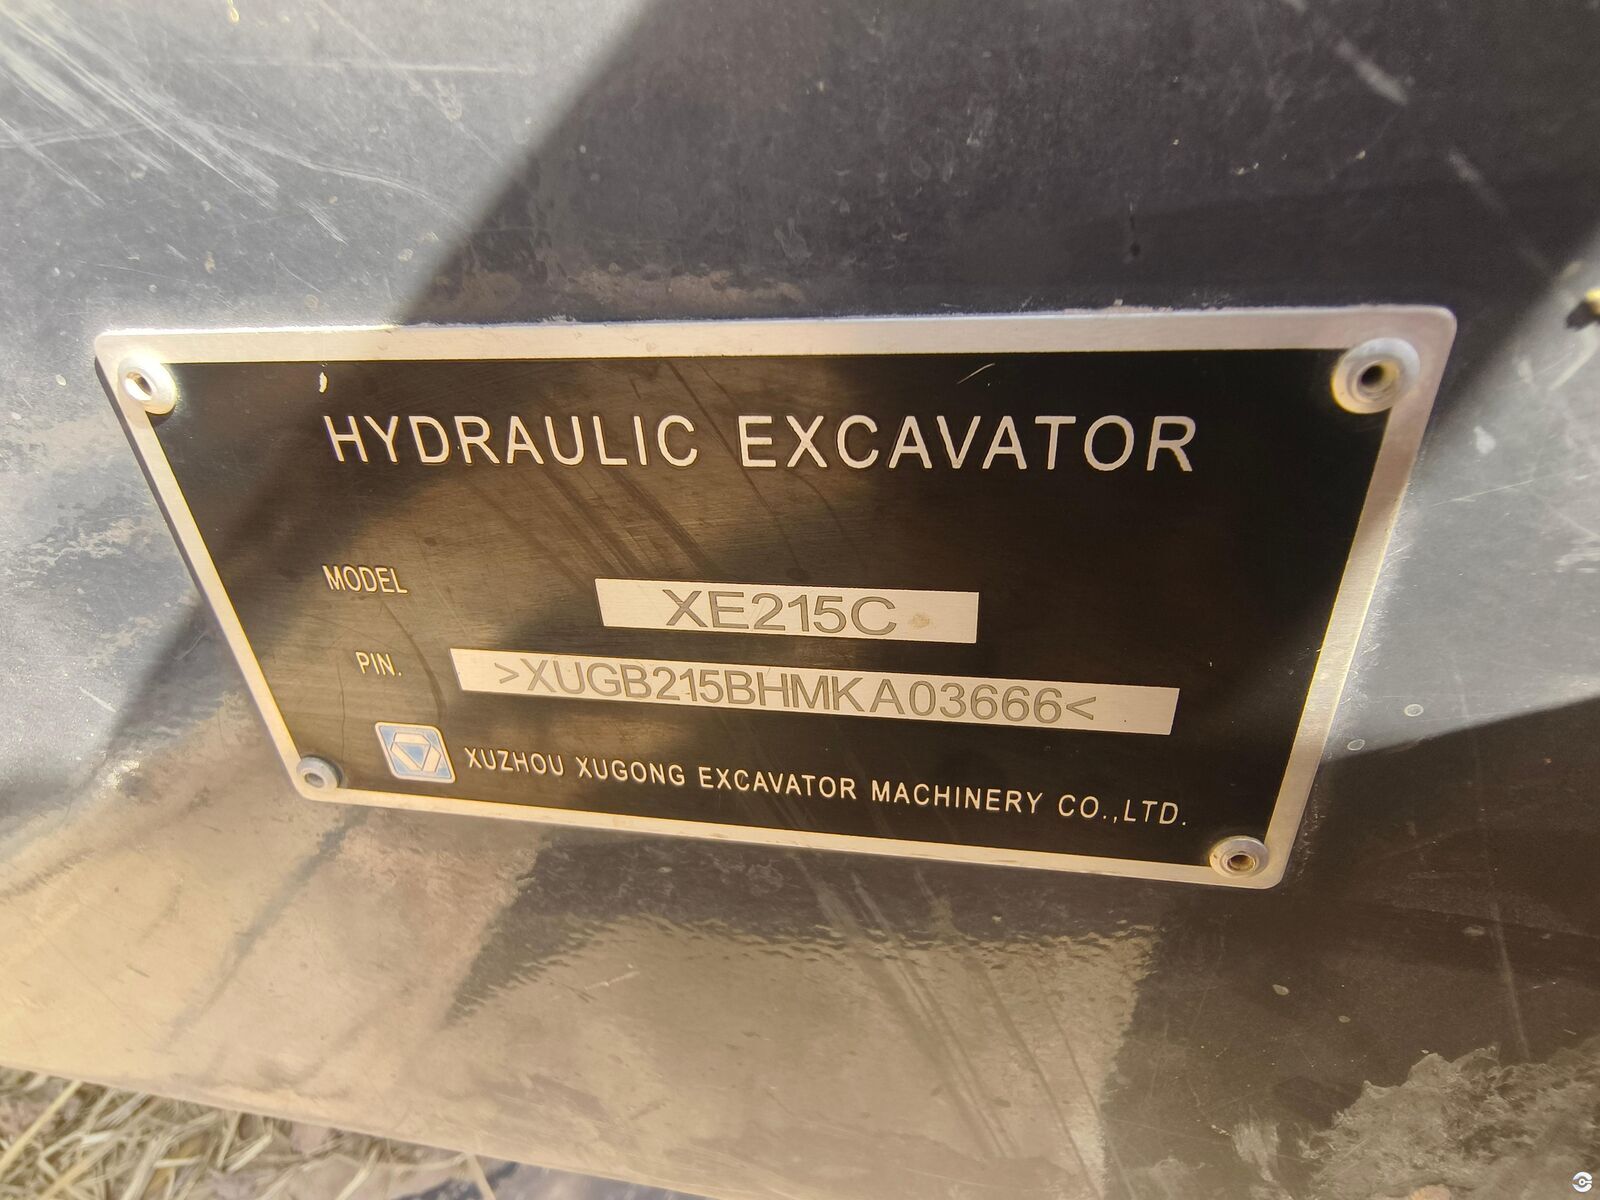 HYDRAULIC EXCAVATOR
MODEL XE215C
PIN. >XUGB215BHMKA03666<
XUZHOU XUGONG EXCAVATOR MACHINERY CO.,LTD.